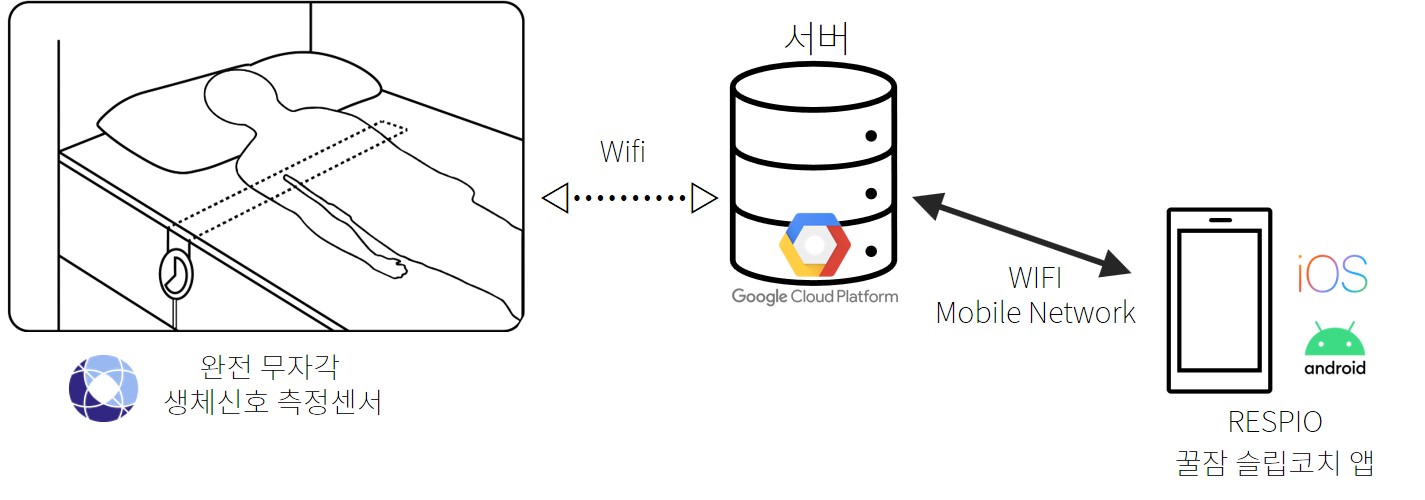 서버
Wifi
Google Cloud Platform
WIFI
Mobile Network
iOS
android
완전 무자각
생체신호 측정센서
RESPIO
꿀잠 슬립코치 앱